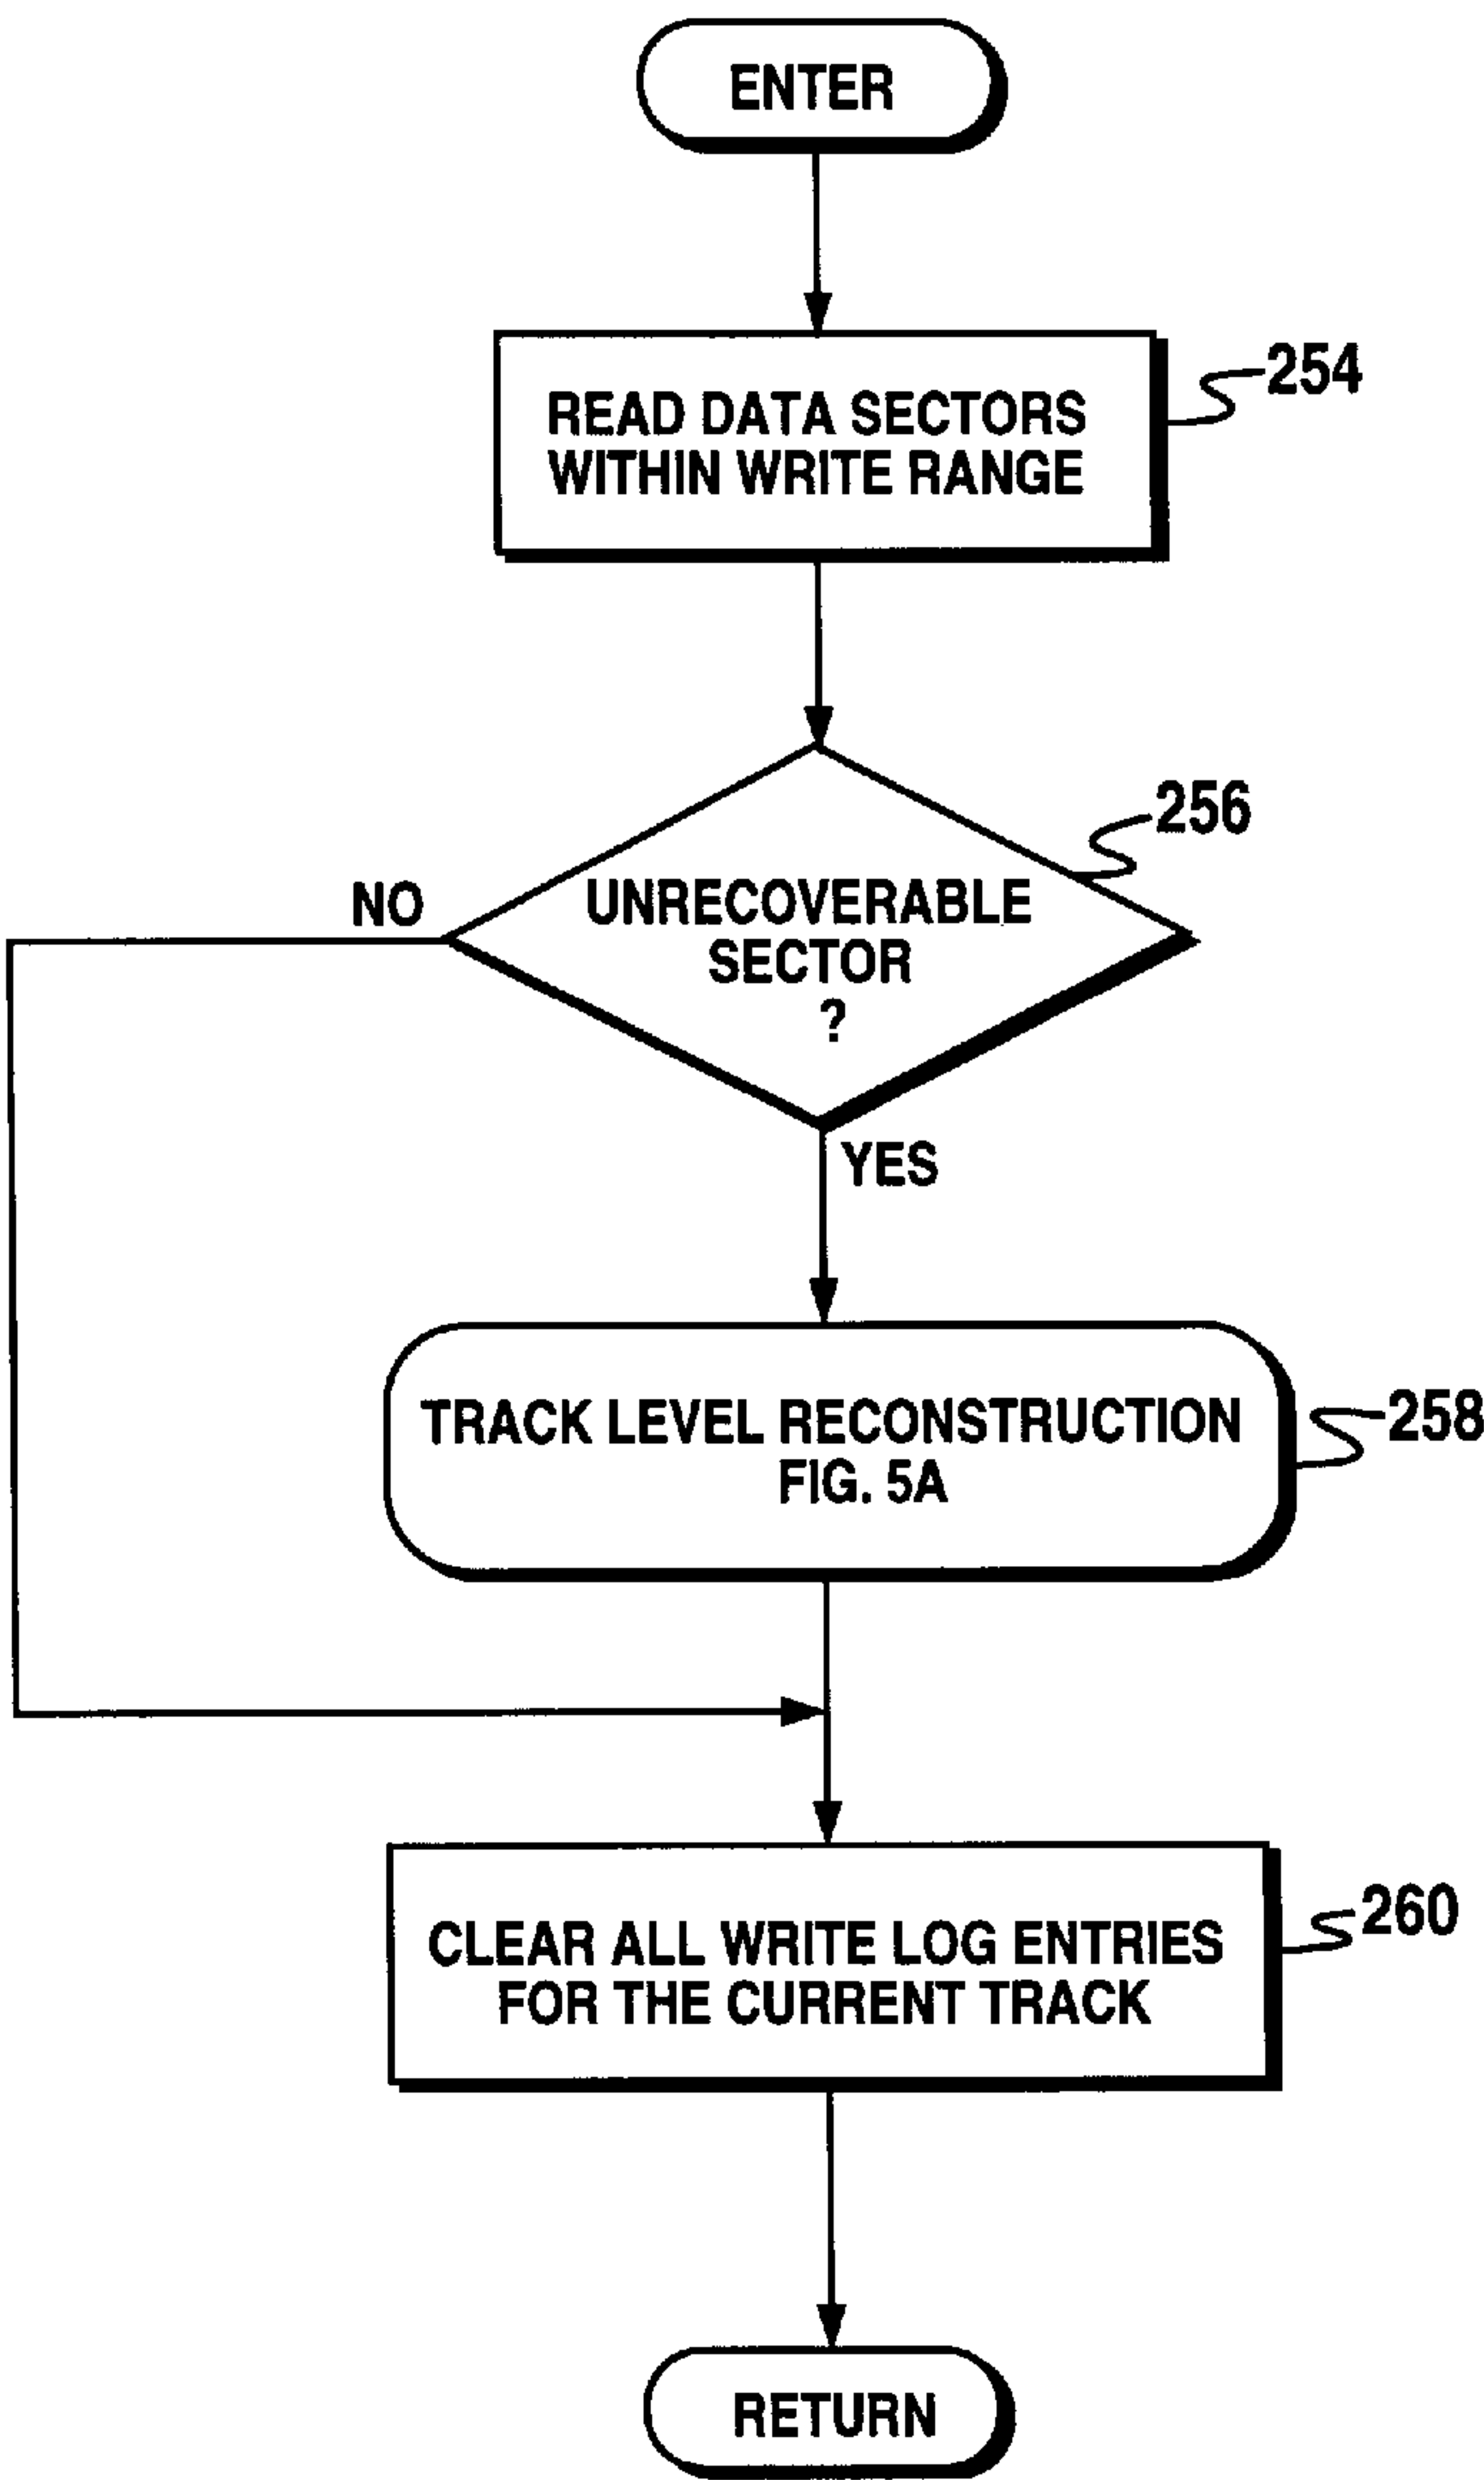 ENTER
READ DATA SECTORS
WITHIN WRITE RANGE
254
256
NO
UNRECOVERABLE
SECTOR
?
YES
TRACK LEVEL RECONSTRUCTION
FIG. 5A
258
CLEAR ALL WRITE LOG ENTRIES
FOR THE CURRENT TRACK
260
RETURN